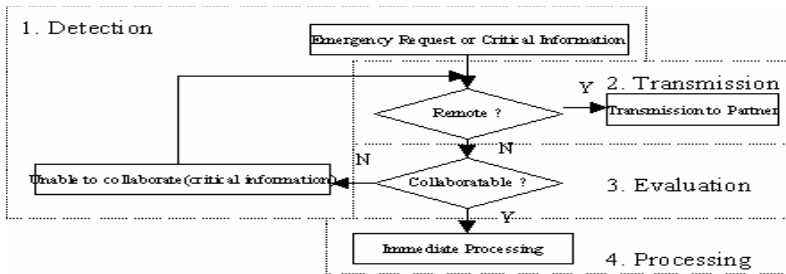 1. Detection
Emergency Request or Critical Information
2. Transmission
Y
Remote ?
Transmission to Partner
N
N
Unable to collaborate(critical information)
Collaboratable ?
3. Evaluation
Y
Immediate Processing
4. Processing